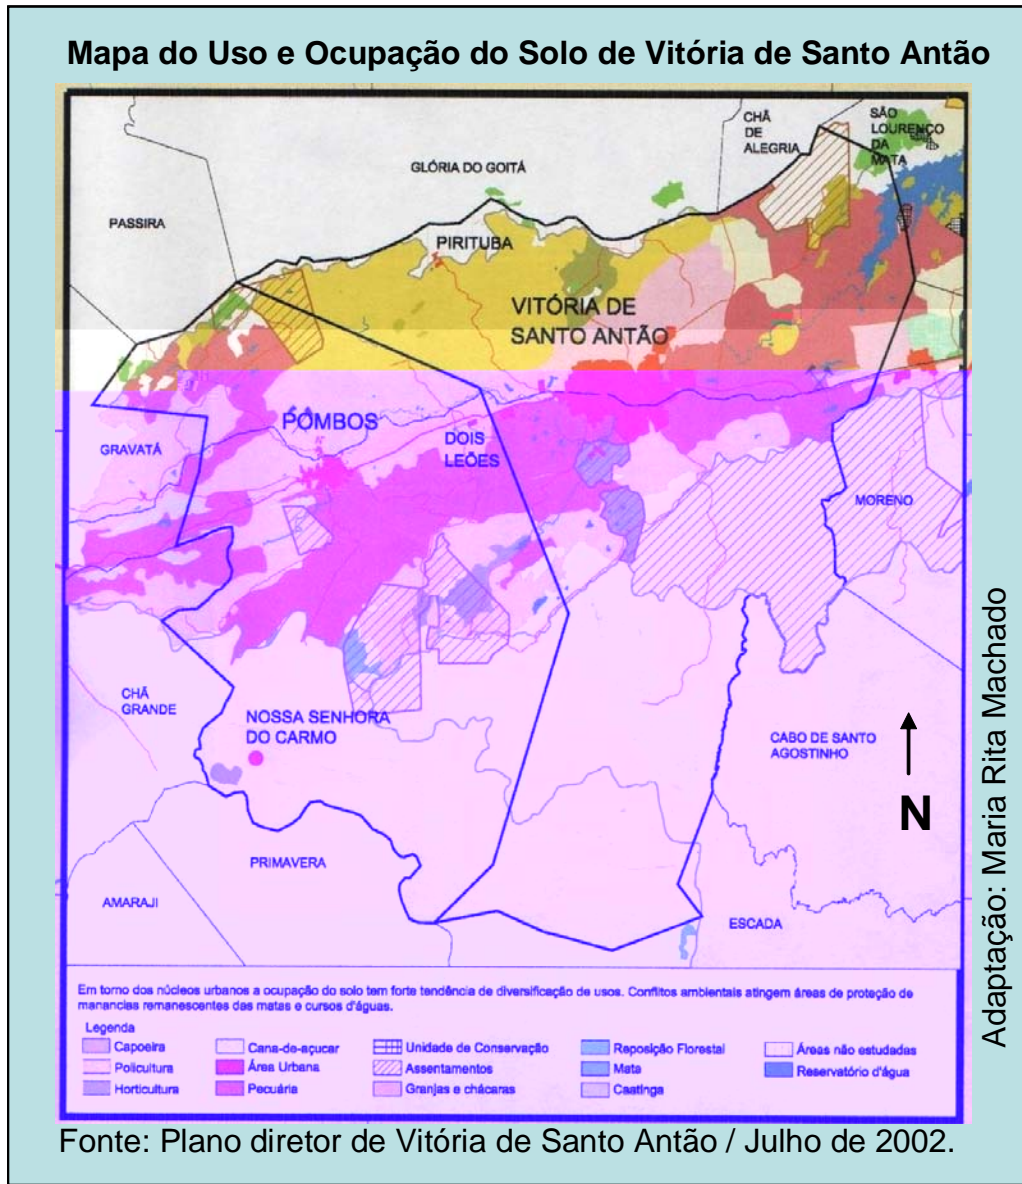 Mapa do Uso e Ocupação do Solo de Vitória de Santo Antão
CHÃ
DE
ALEGRIA
SÃO
LOURENÇO
DA
MATA
GLÓRIA DO GOITÁ
PASSIRA
PIRITUBA
VITÓRIA DE
SANTO ANTÃO
POMBOS
DOIS
LEÕES
GRAVATÁ
MORENO
CHÃ
GRANDE
NOSSA SENHORA
DO CARMO
CABO DE SANTO
AGOSTINHO
N
PRIMAVERA
AMARAJI
ESCADA
Adaptação: Maria Rita Machado
Em torno dos núcleos urbanos a ocupação do solo tem forte tendência de diversificação de usos. Conflitos ambientais atingem áreas de proteção de
manancias remanescentes das matas e cursos d'águas.
Legenda
Capoeira
Cana-de-açucar
Unidade de Conservação
Reposição Florestal
Áreas não estudadas
Policultura
Área Urbana
Assentamentos
Mata
Reservatório d'água
Horticultura
Pecuária
Granjas e chácaras
Caatinga
Fonte: Plano diretor de Vitória de Santo Antão / Julho de 2002.